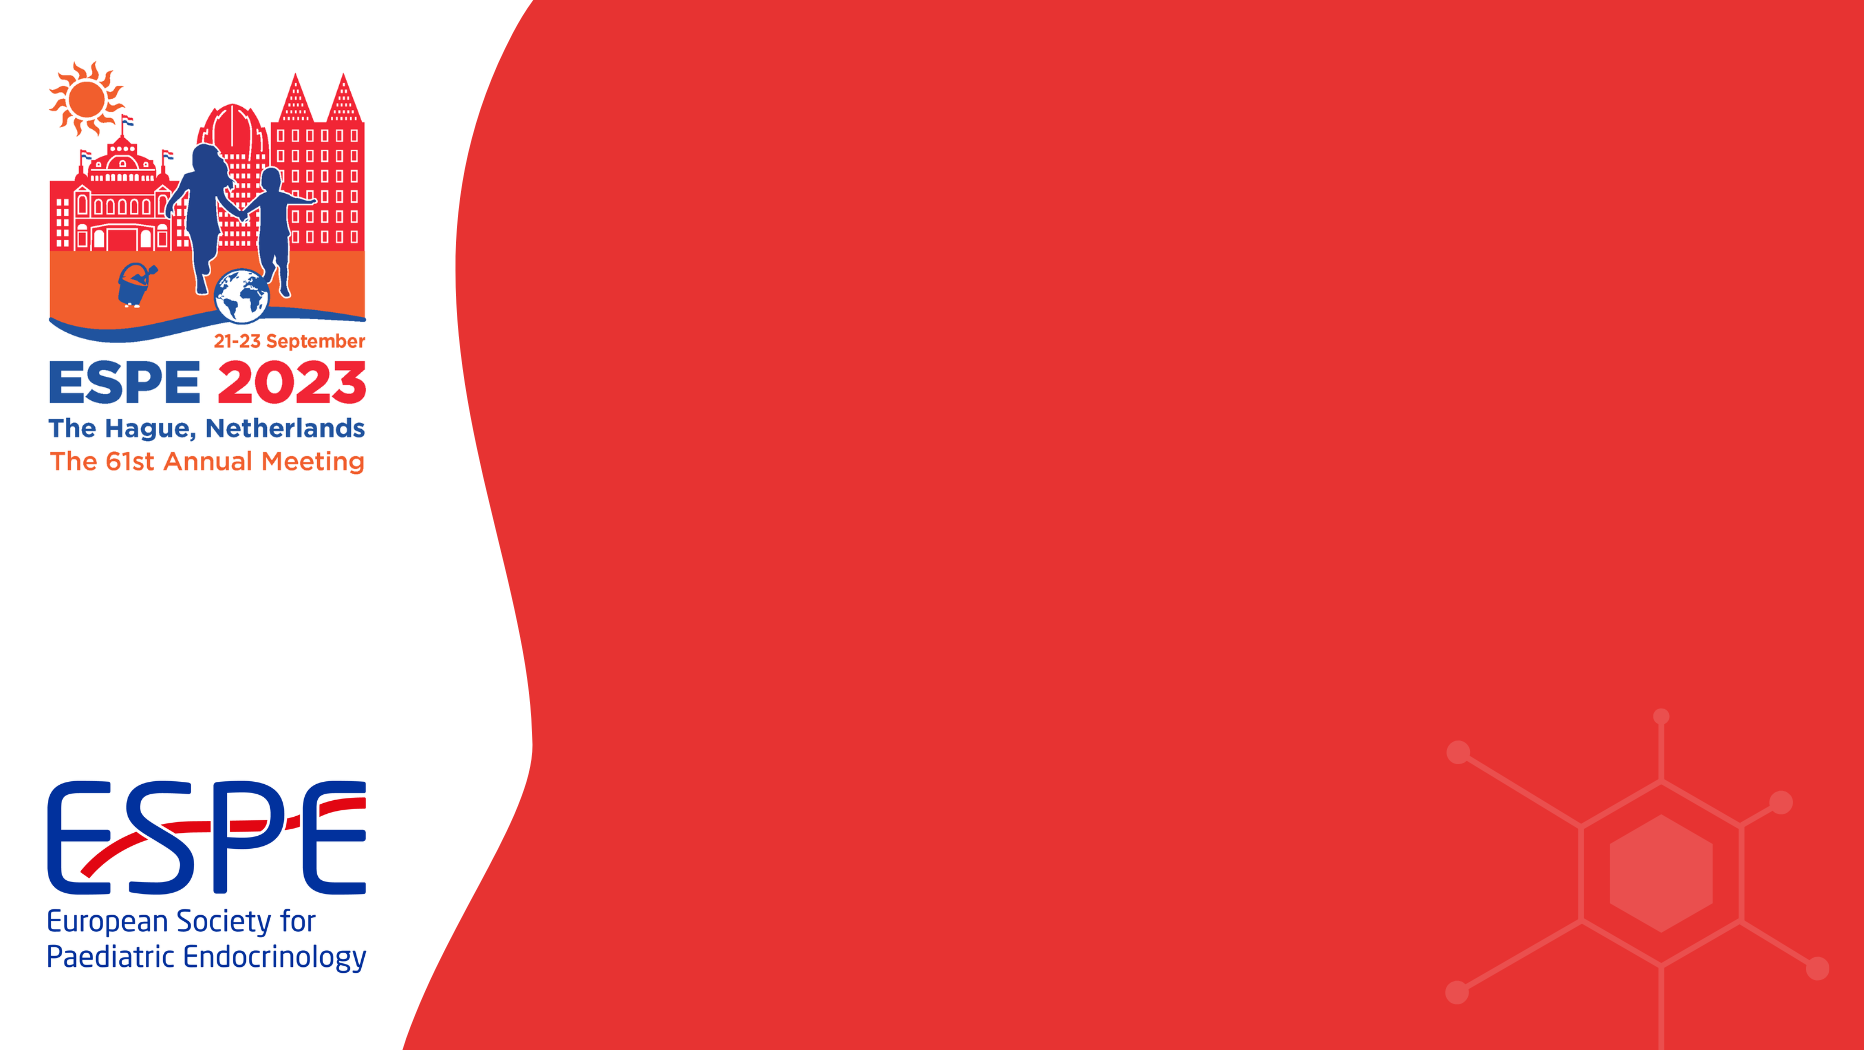 21-23 September
ESPE 2023
The Hague, Netherlands
The 61st Annual Meeting
ESPE
European Society for
Paediatric Endocrinology